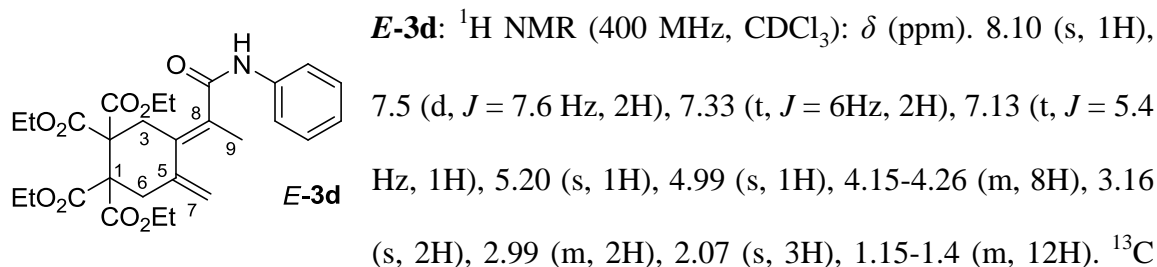 E-3d: ¹H NMR (400 MHz, CDCl₃): δ (ppm). 8.10 (s, 1H),
7.5 (d, J = 7.6 Hz, 2H), 7.33 (t, J = 6Hz, 2H), 7.13 (t, J = 5.4
Hz, 1H), 5.20 (s, 1H), 4.99 (s, 1H), 4.15-4.26 (m, 8H), 3.16
(s, 2H), 2.99 (m, 2H), 2.07 (s, 3H), 1.15-1.4 (m, 12H). ¹³C
H
O N
CO₂Et 8
EtO₂C 3 9
1 5
EtO₂C 6 E-3d
7
CO₂Et